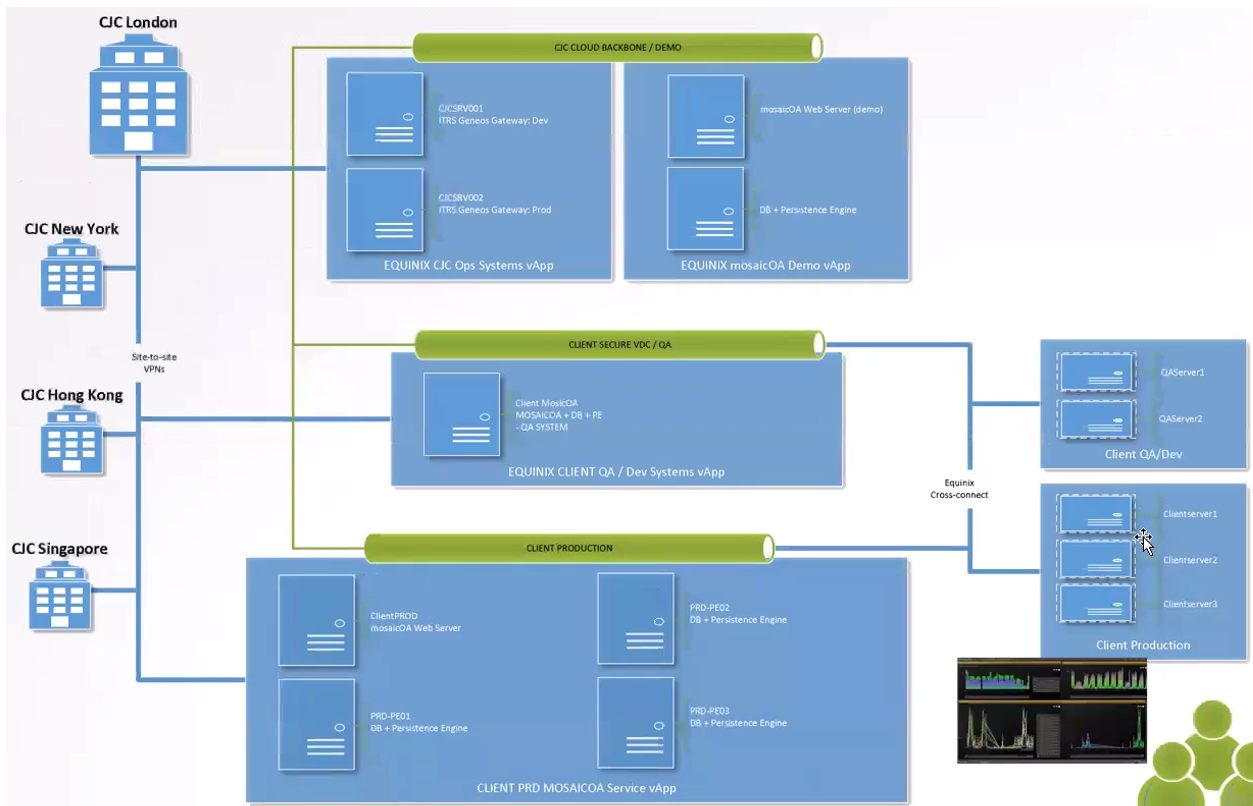 CJC London
CJC CLOUD BACKBONE / DEMO
CJCSRV001
ITRS Geneos Gateway: Dev
CJCSRV002
ITRS Geneos Gateway: Prod
EQUINIX CJC Ops Systems vApp
mosaicOA Web Server (demo)
DB + Persistence Engine
EQUINIX mosaicOA Demo vApp
CJC New York
Site-to-site
VPNs
CJC Hong Kong
CLIENT SECURE VDC / QA
Client MosicOA
MOSAICOA + DB + PE
- QA SYSTEM
EQUINIX CLIENT QA / Dev Systems vApp
QAServer1
QAServer2
Client QA/Dev
Equinix
Cross-connect
Clientserver1
Clientserver2
Clientserver3
Client Production
CJC Singapore
CLIENT PRODUCTION
ClientPROD
mosaicOA Web Server
PRD-PE02
DB + Persistence Engine
PRD-PE01
DB + Persistence Engine
PRD-PE03
DB + Persistence Engine
CLIENT PRD MOSAICOA Service vApp